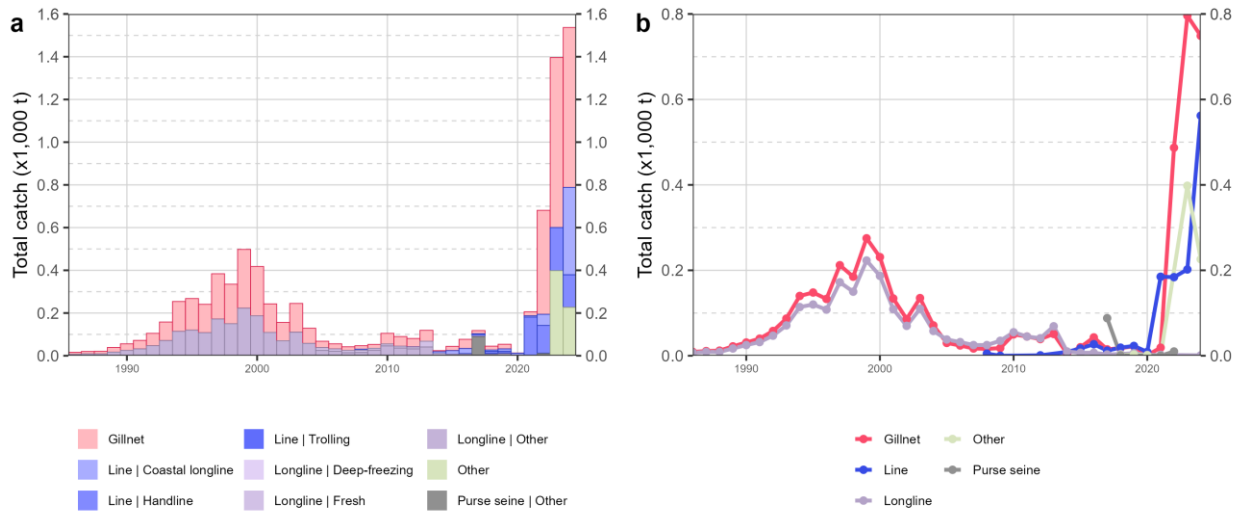 a
Total catch (x1,000 t)
1.6
1.4
1.2
1.0
0.8
0.6
0.4
0.2
0.0
1.6
1.4
1.2
1.0
0.8
0.6
0.4
0.2
0.0
1990
2000
2010
2020
Gillnet
Line | Trolling
Longline | Other
Line | Coastal longline
Longline | Deep-freezing
Other
Line | Handline
Longline | Fresh
Purse seine | Other
b
Total catch (x1,000 t)
0.8
0.6
0.4
0.2
0.0
0.8
0.6
0.4
0.2
0.0
1990
2000
2010
2020
Gillnet
Other
Line
Purse seine
Longline